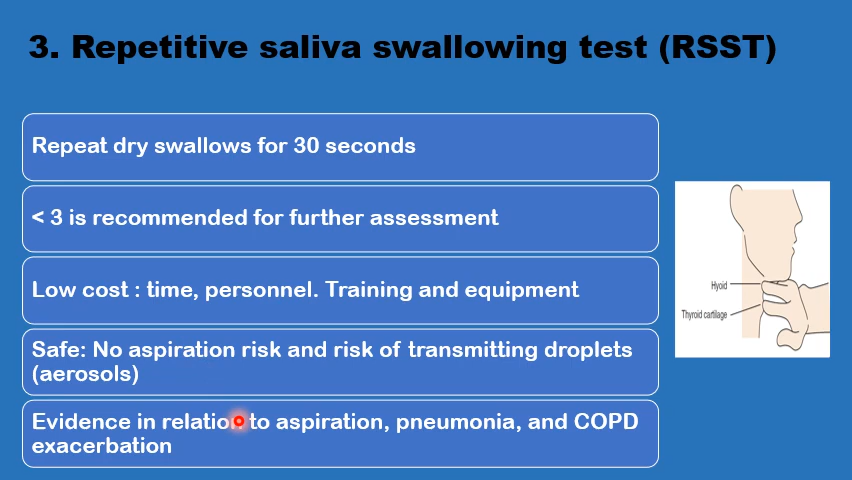 3. Repetitive saliva swallowing test (RSST)
Repeat dry swallows for 30 seconds
< 3 is recommended for further assessment
Low cost : time, personnel. Training and equipment
Safe: No aspiration risk and risk of transmitting droplets
(aerosols)
Evidence in relation to aspiration, pneumonia, and COPD
exacerbation
Hyoid
Thyroid cartilage